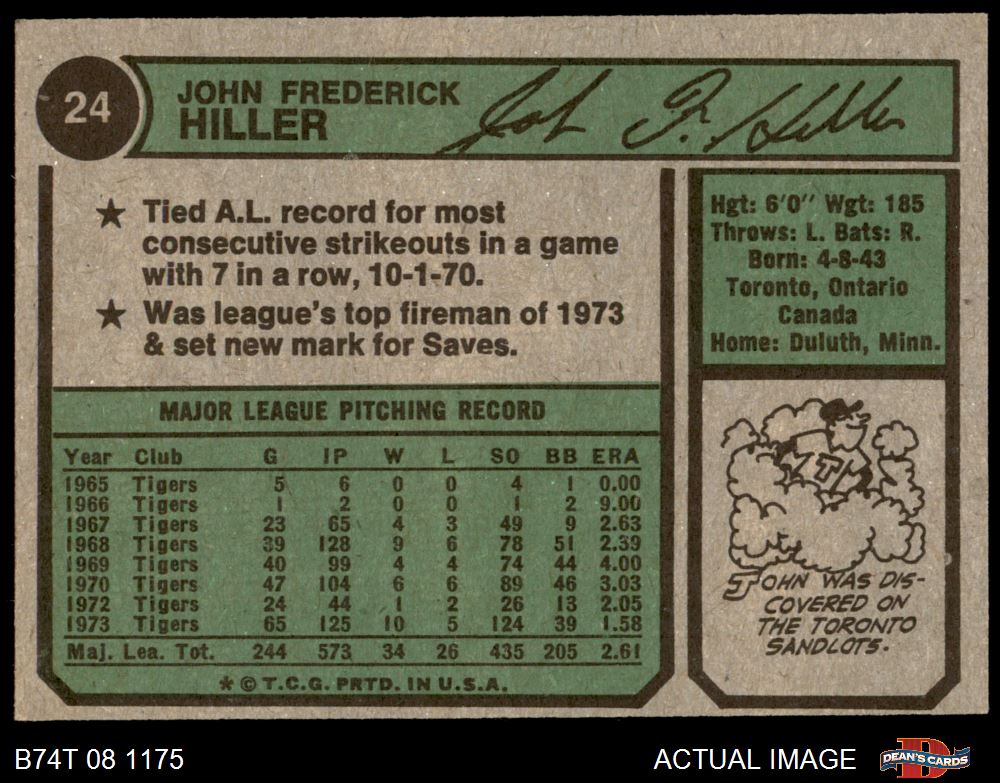 24
JOHN FREDERICK
HILLER
John F. Hiller
★ Tied A.L. record for most
consecutive strikeouts in a game
with 7 in a row, 10-1-70.
★ Was league's top fireman of 1973
& set new mark for Saves.
Hgt: 6'0" Wgt: 185
Throws: L. Bats: R.
Born: 4-8-43
Toronto, Ontario
Canada
Home: Duluth, Minn.
MAJOR LEAGUE PITCHING RECORD
Year Club G IP W L SO BB ERA
1965 Tigers 5 6 0 0 4 1 0.00
1966 Tigers 1 2 0 0 1 2 9.00
1967 Tigers 23 65 4 3 49 9 2.63
1968 Tigers 39 128 9 6 78 51 2.39
1969 Tigers 40 99 4 4 74 44 4.00
1970 Tigers 47 104 6 6 89 46 3.03
1972 Tigers 24 44 1 2 26 13 2.05
1973 Tigers 65 125 10 5 124 39 1.58
Maj. Lea. Tot. 244 573 34 26 435 205 2.61
* © T.C.G. PRTD. IN U.S.A.
JOHN WAS DIS-
COVERED ON
THE TORONTO
SANDLOTS.
B74T 08 1175
ACTUAL IMAGE
D
DEAN'S CARDS